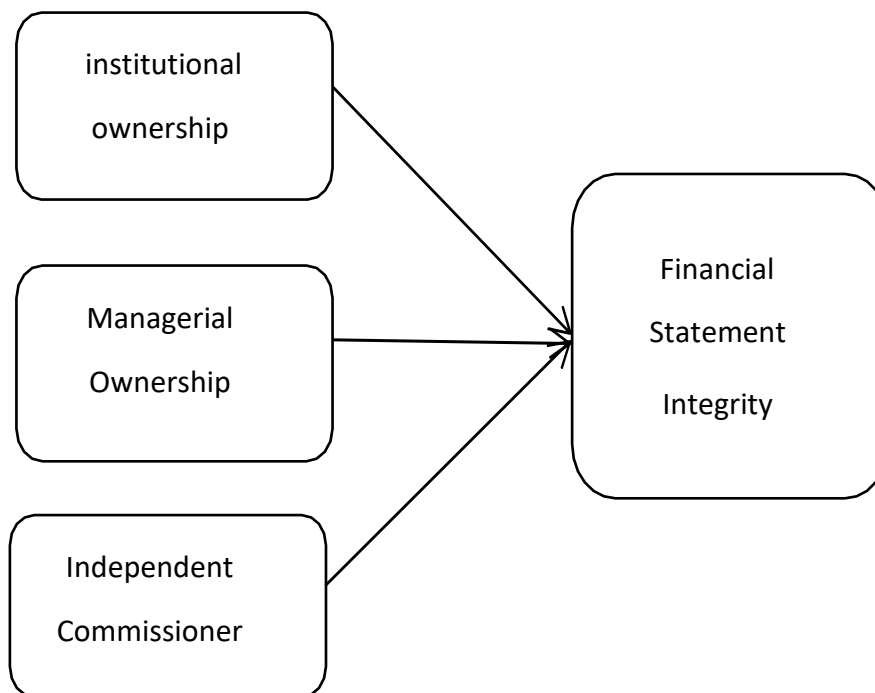 institutional
ownership
Managerial
Ownership
Independent
Commissioner
Financial
Statement
Integrity